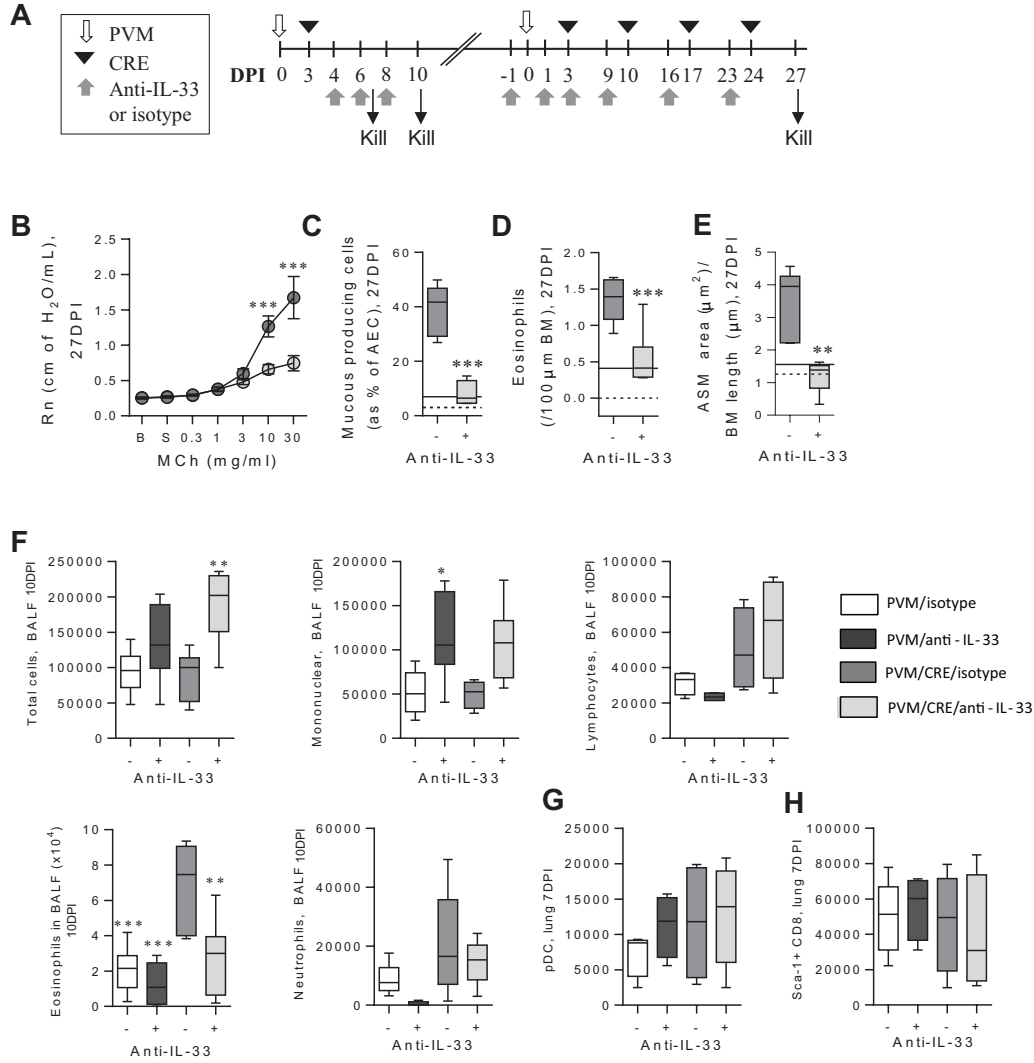 A
PVM
CRE
Anti-IL-33
or isotype
DPI 0 3 4 6 8 10 -1 0 1 3 9 10 16 17 23 24 27
Kill Kill Kill
B
Rn (cm of H2O/mL),
27DPI
2.5
2.0
1.5
1.0
0.5
0.0
***
***
B S 0.3 1 3 10 30
MCh (mg/ml)
C
Mucous producing cells
(as % of AEC), 27DPI
60
40
20
0
***
- +
Anti-IL-33
D
Eosinophils
(/100 μm BM), 27DPI
2.0
1.5
1.0
0.5
0.0
***
- +
Anti-IL-33
E
ASM area (μm2)/
BM length (μm), 27DPI
5
4
3
2
1
0
**
- +
Anti-IL-33
F
Total cells, BALF 10DPI
250000
200000
150000
100000
50000
0
**
- + - +
Anti-IL-33
Mononuclear, BALF 10DPI
200000
150000
100000
50000
0
*
- + - +
Anti-IL-33
Lymphocytes, BALF 10DPI
100000
80000
60000
40000
20000
0
- + - +
Anti-IL-33
PVM/isotype
PVM/anti-IL-33
PVM/CRE/isotype
PVM/CRE/anti-IL-33
Eosinophils in BALF (x104)
10DPI
10
8
6
4
2
0
***
***
**
- + - +
Anti-IL-33
Neutrophils, BALF 10DPI
60000
40000
20000
0
- + - +
Anti-IL-33
G
pDC, lung 7DPI
25000
20000
15000
10000
5000
0
- + - +
Anti-IL-33
H
Sca-1+ CD8, lung 7DPI
100000
80000
60000
40000
20000
0
- + - +
Anti-IL-33